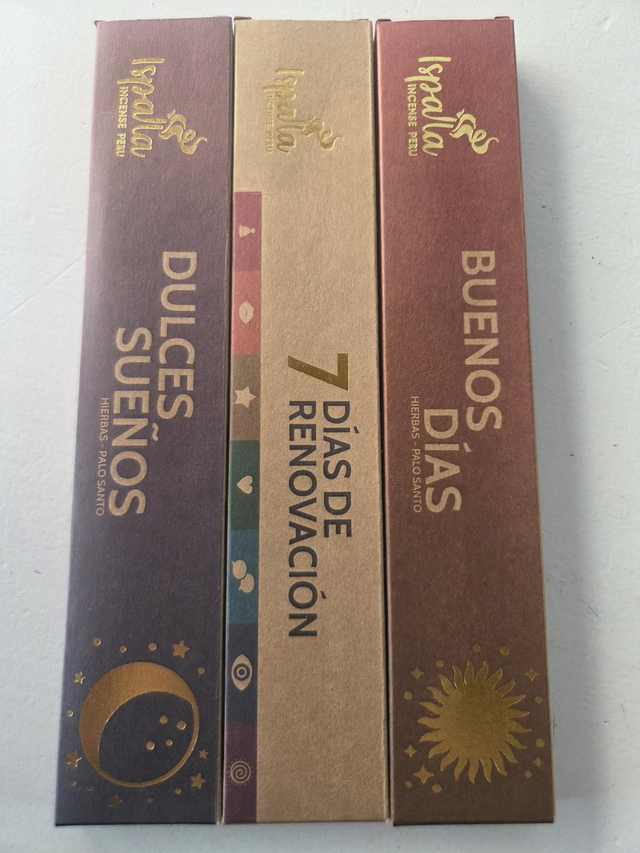 Ispalla
INCENSE PERU
DULCES
SUEÑOS
HIERBAS - PALO SANTO
Ispalla
INCENSE PERU
7 DÍAS DE
RENOVACIÓN
Ispalla
INCENSE PERU
BUENOS
DÍAS
HIERBAS - PALO SANTO